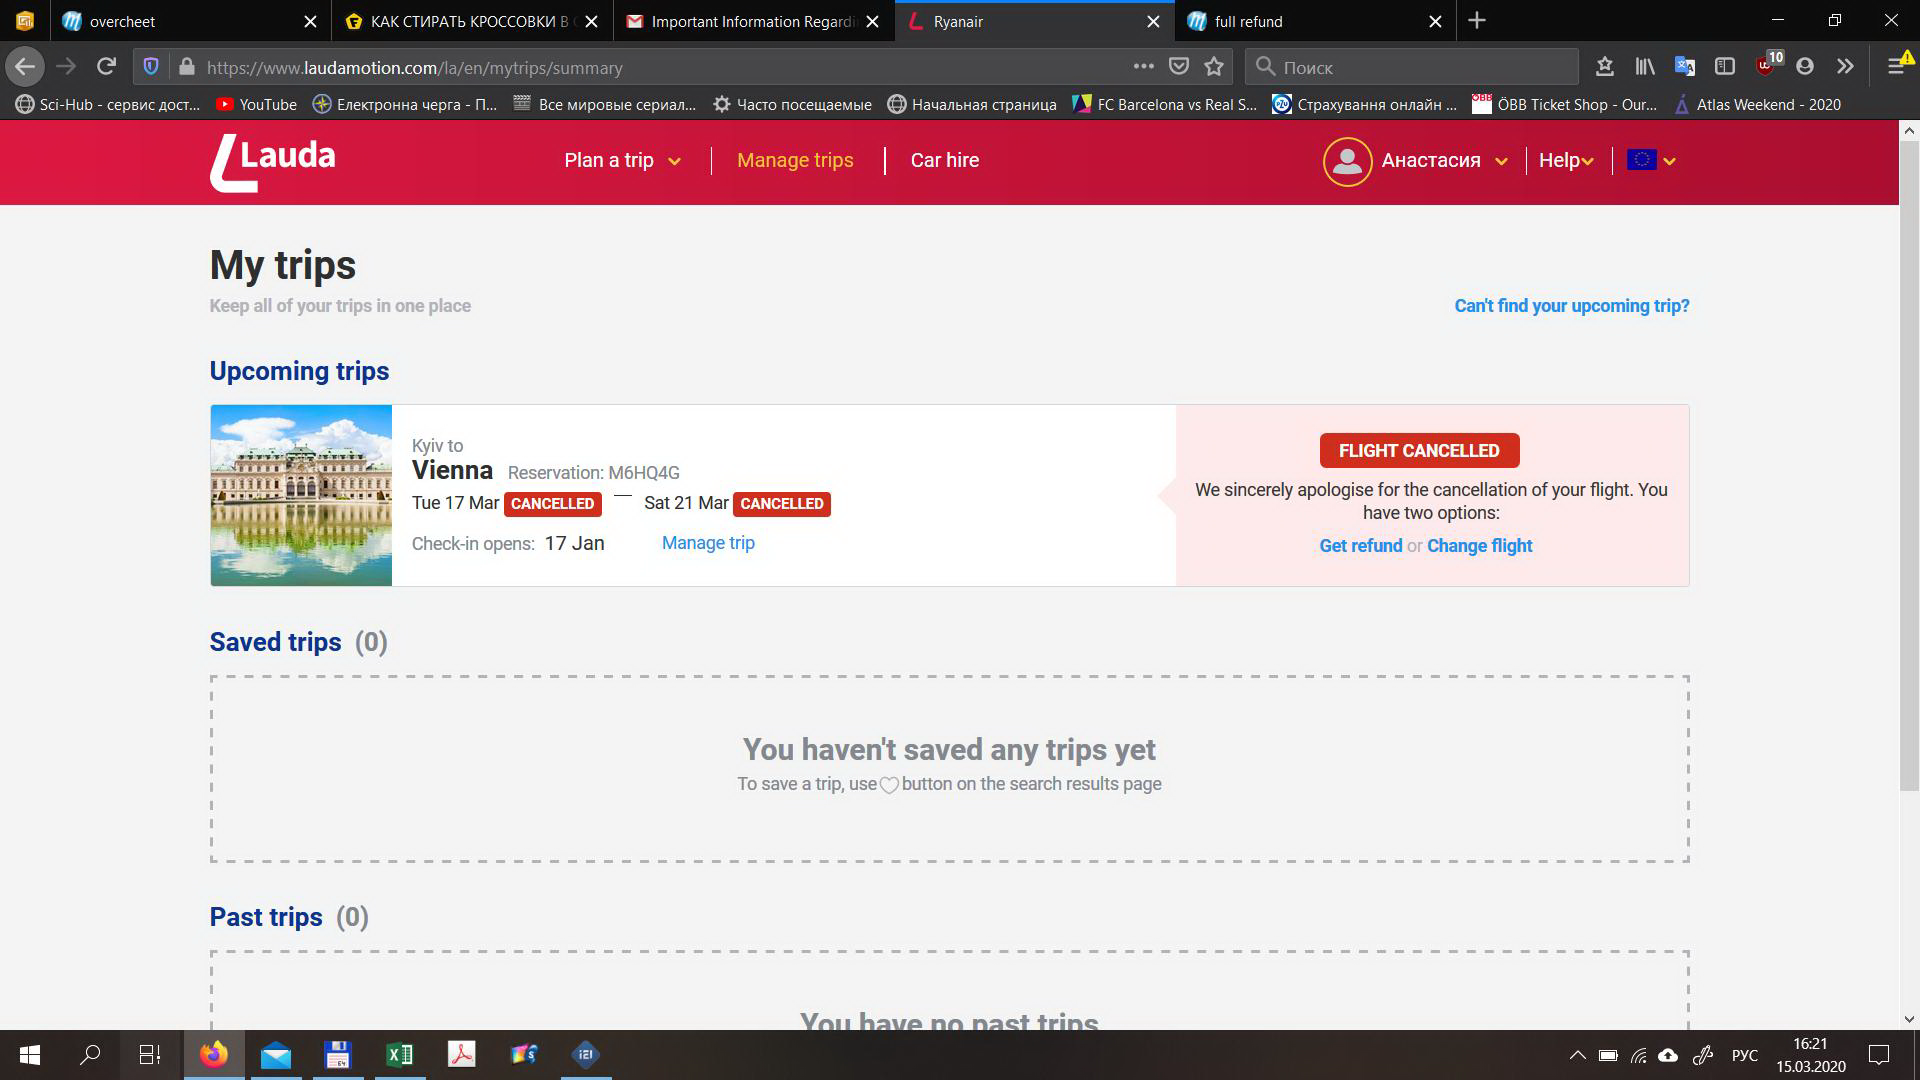 overcheet
КАК СТИРАТЬ КРОССОВКИ В
Important Information Regardi
Ryanair
full refund
https://www.laudamotion.com/la/en/mytrips/summary
Поиск
10
Sci-Hub - сервис дост...
YouTube
Електронна черга - П...
Все мировые сериал...
Часто посещаемые
Начальная страница
FC Barcelona vs Real S...
Страхування онлайн ...
ÖBB Ticket Shop - Our...
Atlas Weekend - 2020
Lauda
Plan a trip
Manage trips
Car hire
Анастасия
Help
My trips
Keep all of your trips in one place
Can't find your upcoming trip?
Upcoming trips
Kyiv to
Vienna Reservation: M6HQ4G
Tue 17 Mar CANCELLED — Sat 21 Mar CANCELLED
Check-in opens: 17 Jan Manage trip
FLIGHT CANCELLED
We sincerely apologise for the cancellation of your flight. You
have two options:
Get refund or Change flight
Saved trips (0)
You haven't saved any trips yet
To save a trip, use button on the search results page
Past trips (0)
You have no past trips
РУС
16:21
15.03.2020